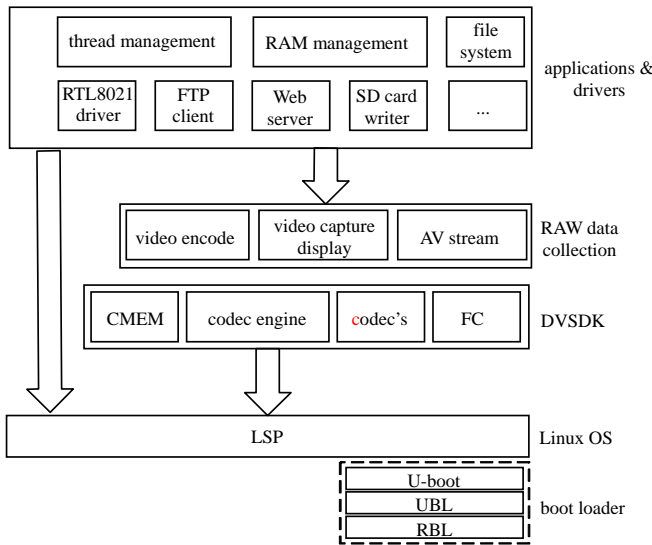 thread management
RAM management
file
system
applications &
drivers
RTL8021
driver
FTP
client
Web
server
SD card
writer
...
video encode
video capture
display
AV stream
RAW data
collection
CMEM
codec engine
codec’s
FC
DVSDK
LSP
Linux OS
U-boot
UBL
RBL
boot loader